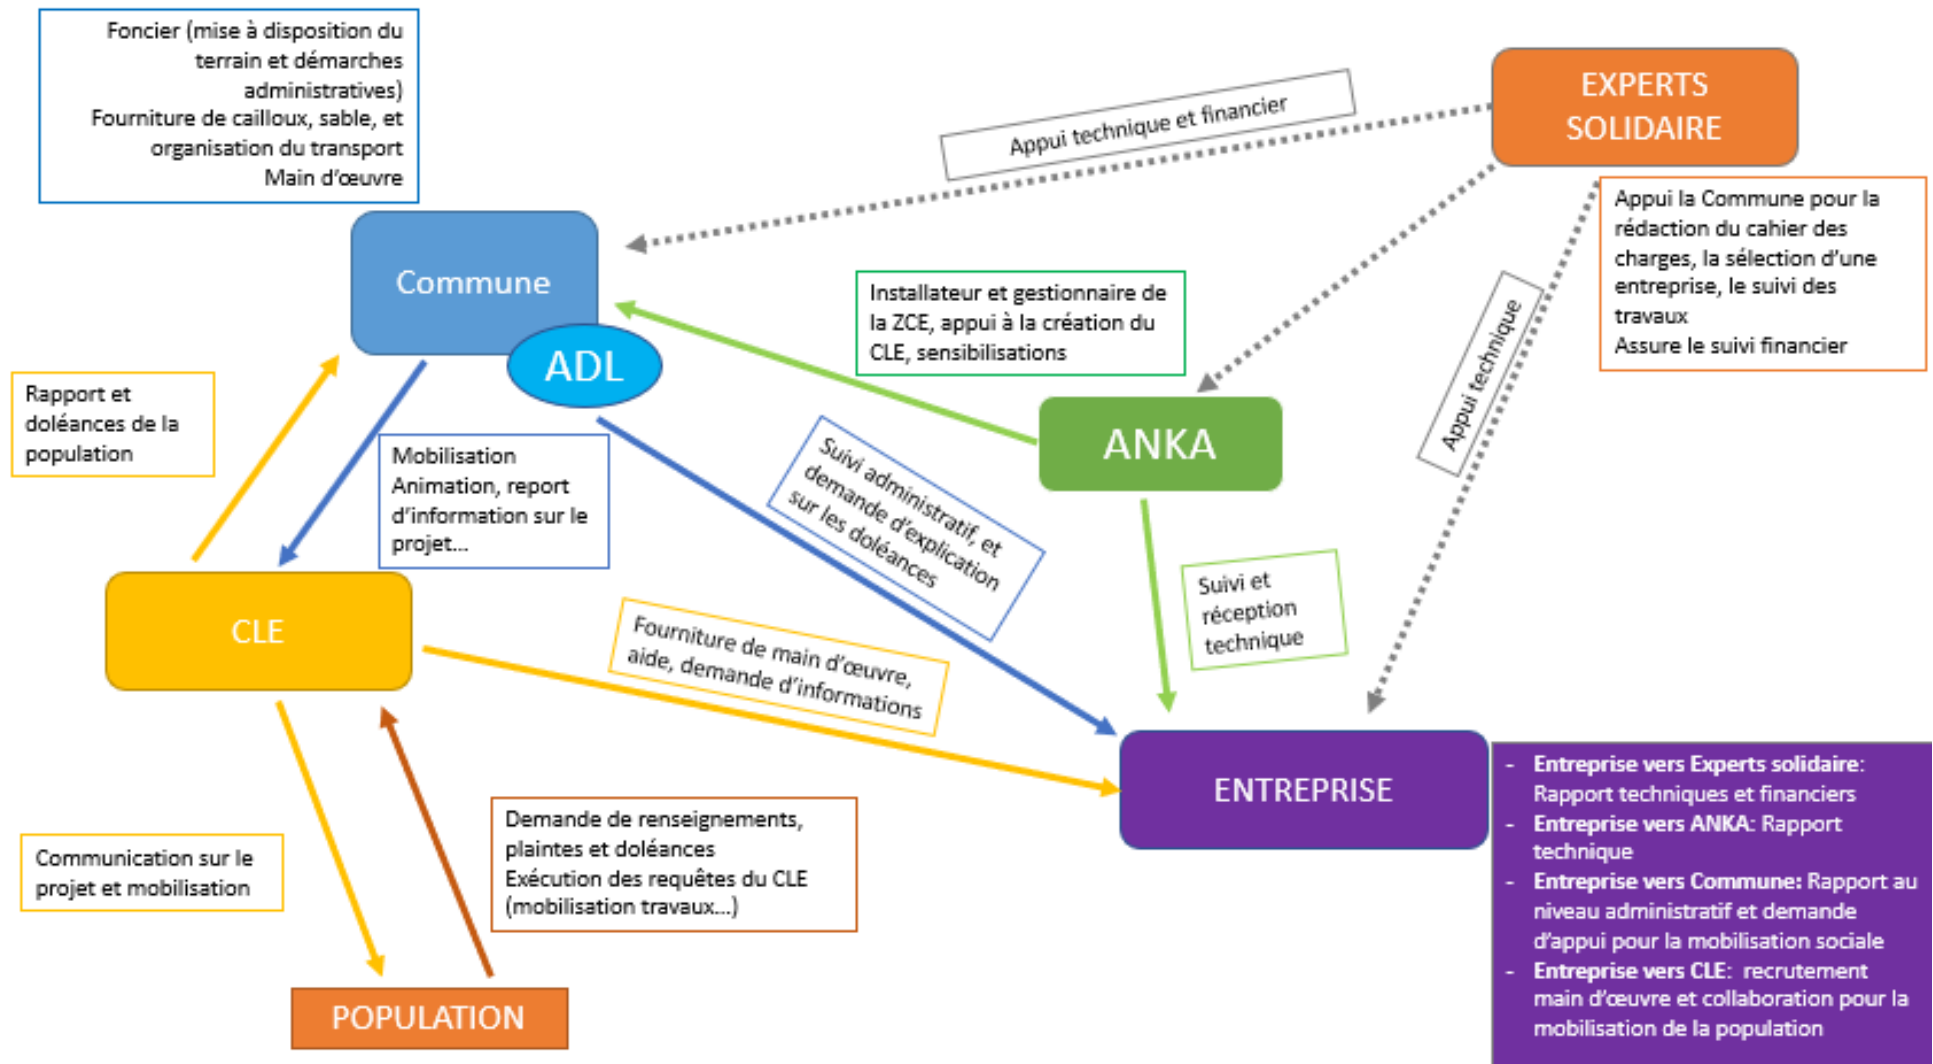 Foncier (mise à disposition du
terrain et démarches
administratives)
Fourniture de cailloux, sable, et
organisation du transport
Main d'œuvre
EXPERTS
SOLIDAIRE
Appui technique et financier
Appui la Commune pour la
rédaction du cahier des
charges, la sélection d'une
entreprise, le suivi des
travaux
Assure le suivi financier
Commune
ADL
Installateur et gestionnaire de
la ZCE, appui à la création du
CLE, sensibilisations
Appui technique
Rapport et
doléances de la
population
Mobilisation
Animation, report
d'information sur le
projet...
Suivi administratif, et
demande d'explication
sur les doléances
ANKA
Suivi et
réception
technique
CLE
Fourniture de main d'œuvre,
aide, demande d'informations
ENTREPRISE
- Entreprise vers Experts solidaire:
Rapport techniques et financiers
- Entreprise vers ANKA: Rapport
technique
- Entreprise vers Commune: Rapport au
niveau administratif et demande
d'appui pour la mobilisation sociale
- Entreprise vers CLE: recrutement
main d'œuvre et collaboration pour la
mobilisation de la population
Communication sur le
projet et mobilisation
Demande de renseignements,
plaintes et doléances
Exécution des requêtes du CLE
(mobilisation travaux...)
POPULATION